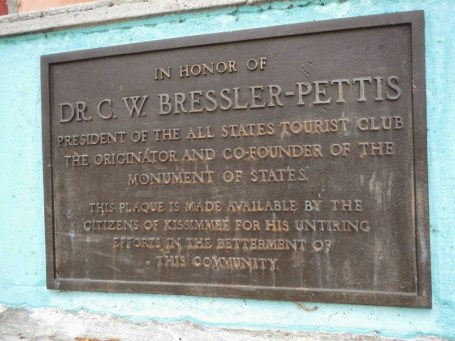 IN HONOR OF
DR. C. W. BRESSLER-PETTIS
PRESIDENT OF THE ALL STATES TOURIST CLUB
THE ORIGINATOR AND CO-FOUNDER OF THE
MONUMENT OF STATES.
THIS PLAQUE IS MADE AVAILABLE BY THE
CITIZENS OF KISSIMMEE FOR HIS UNTIRING
EFFORTS IN THE BETTERMENT OF
THIS COMMUNITY.